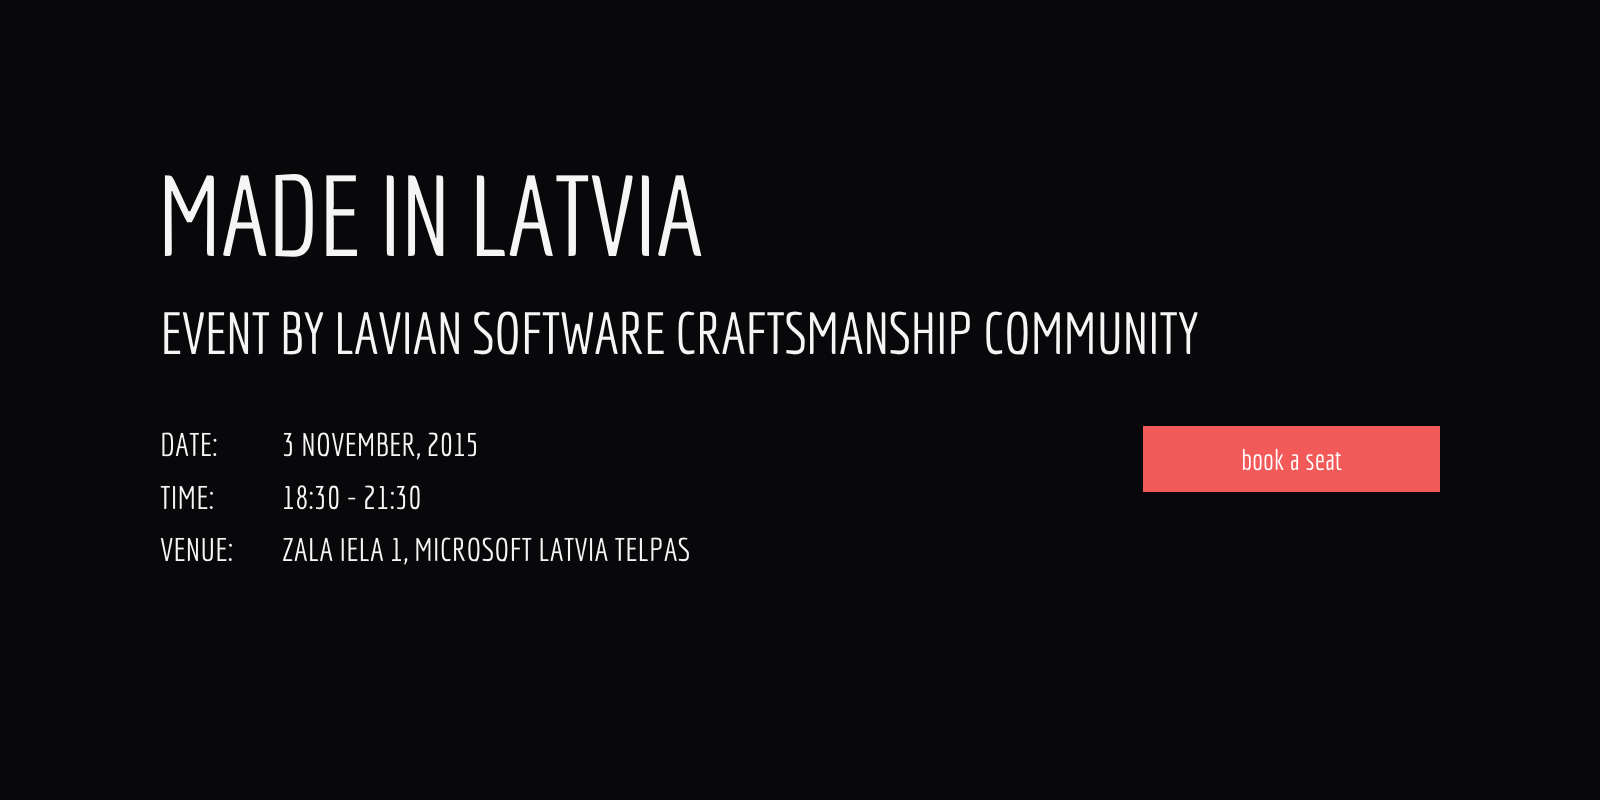 MADE IN LATVIA
EVENT BY LAVIAN SOFTWARE CRAFTSMANSHIP COMMUNITY
DATE: 3 NOVEMBER, 2015
book a seat
TIME: 18:30 - 21:30
VENUE: ZALA IELA 1, MICROSOFT LATVIA TELPAS